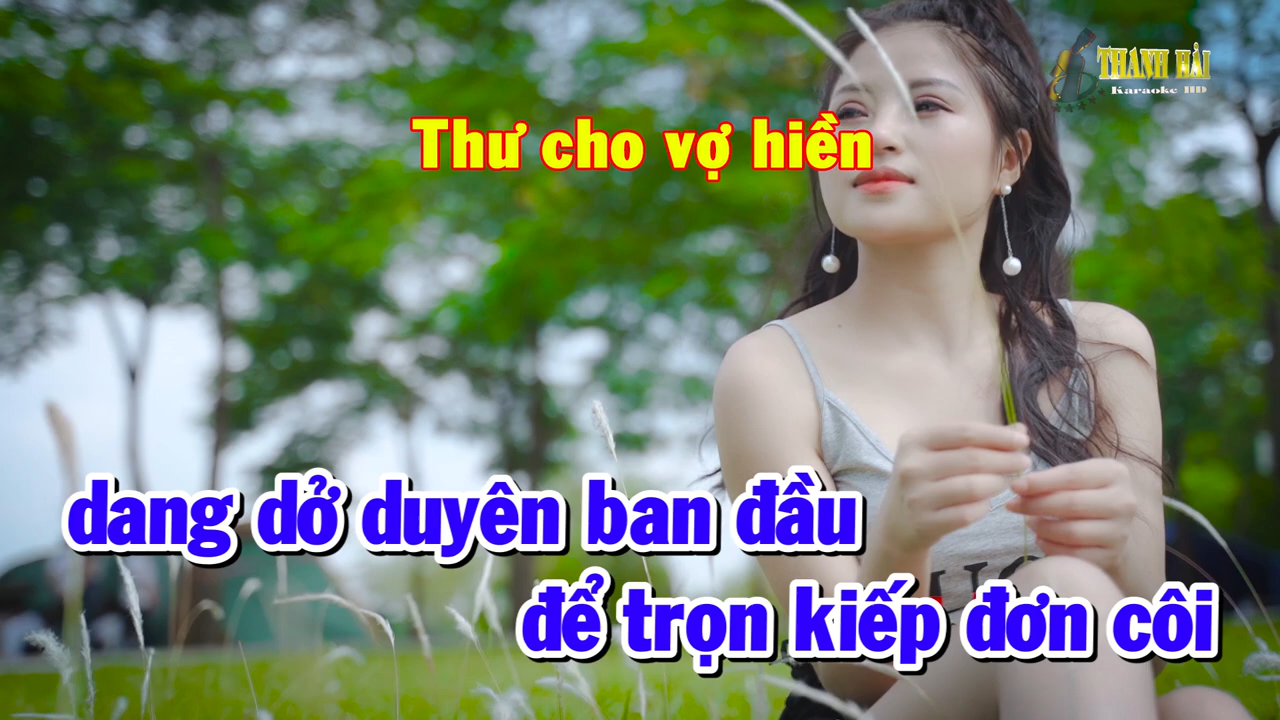 THANH HẢI
Karaoke HD
Thư cho vợ hiền
dang dở duyên ban đầu
để trọn kiếp đơn côi